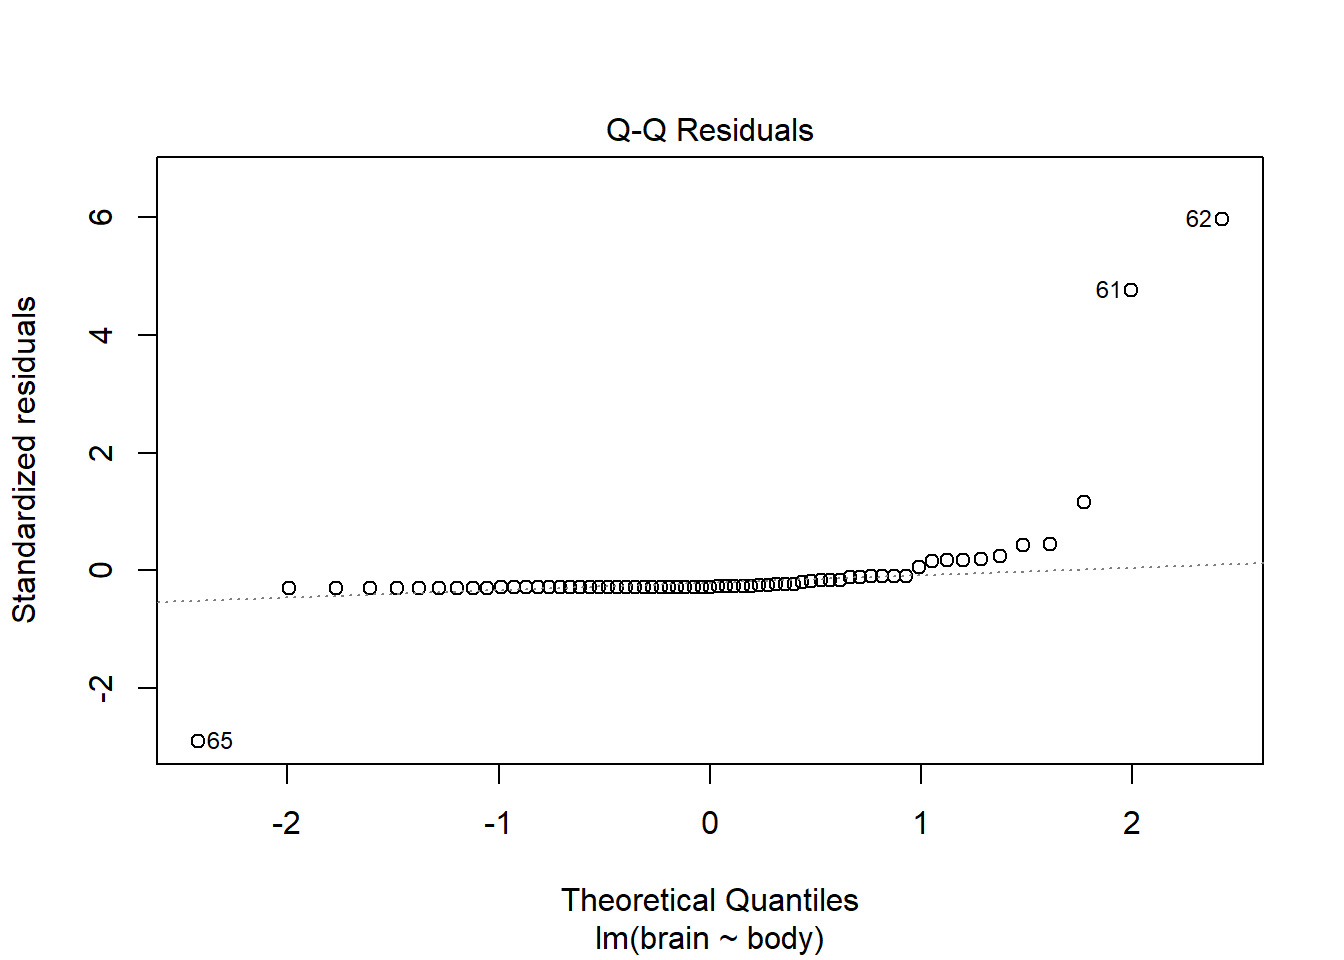 Q-Q Residuals
Standardized residuals
6
4
2
0
-2
62
61
65
-2 -1 0 1 2
Theoretical Quantiles
lm(brain ~ body)